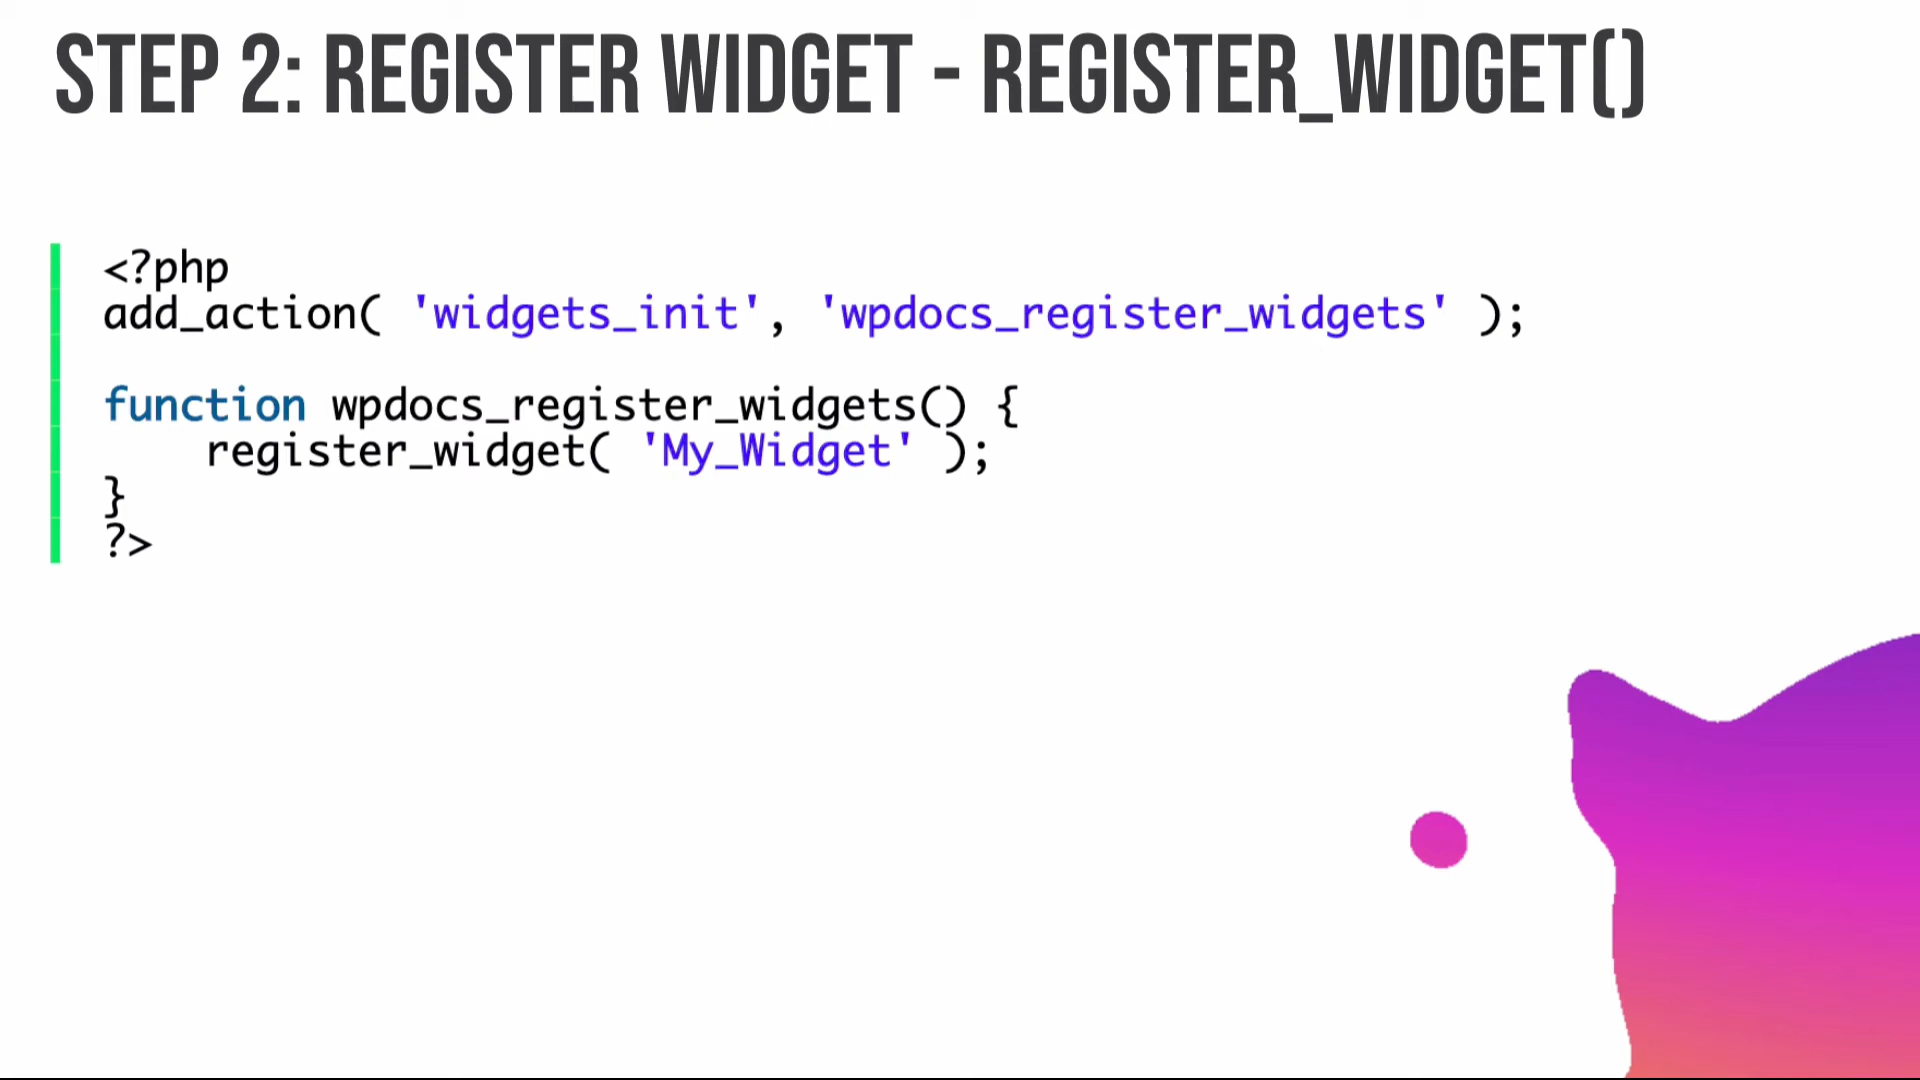 STEP 2: REGISTER WIDGET - REGISTER_WIDGET()
<?php
add_action( 'widgets_init', 'wpdocs_register_widgets' );
function wpdocs_register_widgets() {
    register_widget( 'My_Widget' );
}
?>